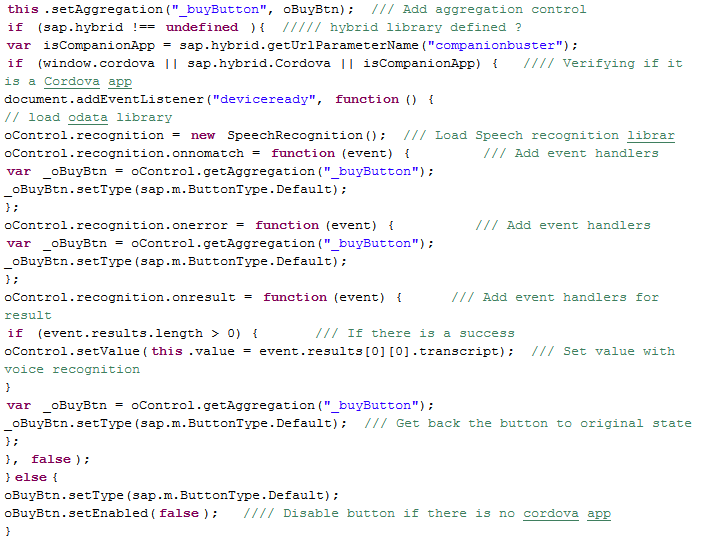 this.setAggregation("_buyButton", oBuyBtn);  /// Add aggregation control
if (sap.hybrid !== undefined ){  ///// hybrid library defined ?
var isCompanionApp = sap.hybrid.getUrlParameterName("companionbuster");
if (window.cordova || sap.hybrid.Cordova || isCompanionApp) {   //// Verifying if it
is a Cordova app
document.addEventListener("deviceready", function () {
// load odata library
oControl.recognition = new SpeechRecognition();  /// Load Speech recognition librar
oControl.recognition.onnomatch = function (event) {         /// Add event handlers
var _oBuyBtn = oControl.getAggregation("_buyButton");
_oBuyBtn.setType(sap.m.ButtonType.Default);
};
oControl.recognition.onerror = function (event) {          /// Add event handlers
var _oBuyBtn = oControl.getAggregation("_buyButton");
_oBuyBtn.setType(sap.m.ButtonType.Default);
};
oControl.recognition.onresult = function (event) {      /// Add event handlers for
result
if (event.results.length > 0) {       /// If there is a success
oControl.setValue(this.value = event.results[0][0].transcript);  /// Set value with
voice recognition
}
var _oBuyBtn = oControl.getAggregation("_buyButton");
_oBuyBtn.setType(sap.m.ButtonType.Default);  /// Get back the button to original state
};
}, false);
}else{
oBuyBtn.setType(sap.m.ButtonType.Default);
oBuyBtn.setEnabled(false);   //// Disable button if there is no cordova app
}